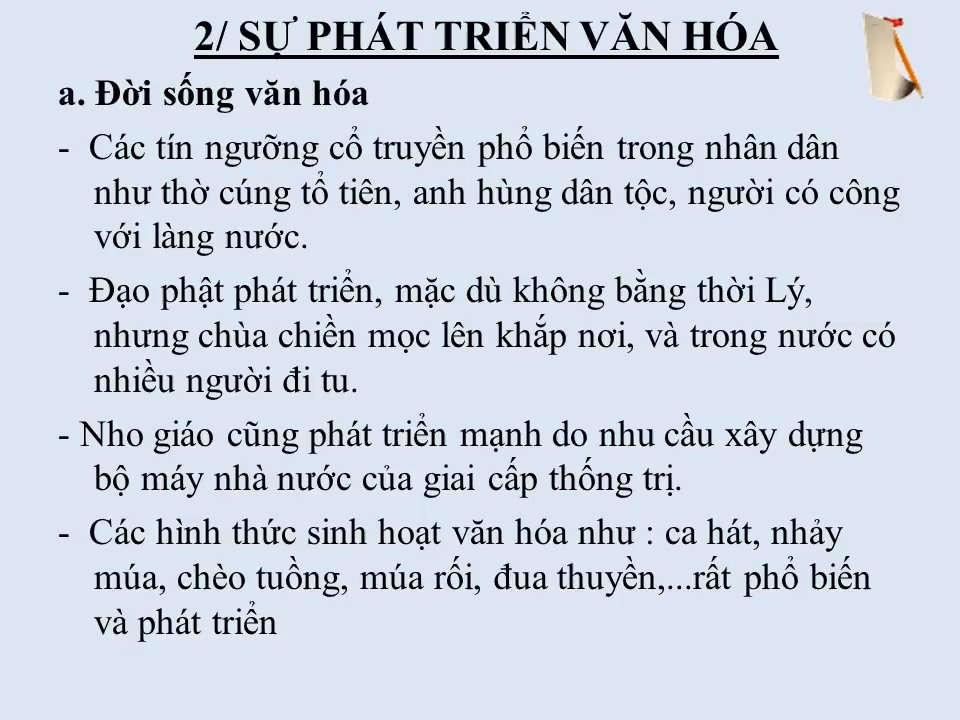 2/ SỰ PHÁT TRIỂN VĂN HÓA
a. Đời sống văn hóa
- Các tín ngưỡng cổ truyền phổ biến trong nhân dân
như thờ cúng tổ tiên, anh hùng dân tộc, người có công
với làng nước.
- Đạo phật phát triển, mặc dù không bằng thời Lý,
nhưng chùa chiền mọc lên khắp nơi, và trong nước có
nhiều người đi tu.
- Nho giáo cũng phát triển mạnh do nhu cầu xây dựng
bộ máy nhà nước của giai cấp thống trị.
- Các hình thức sinh hoạt văn hóa như : ca hát, nhảy
múa, chèo tuồng, múa rối, đua thuyền,...rất phổ biến
và phát triển